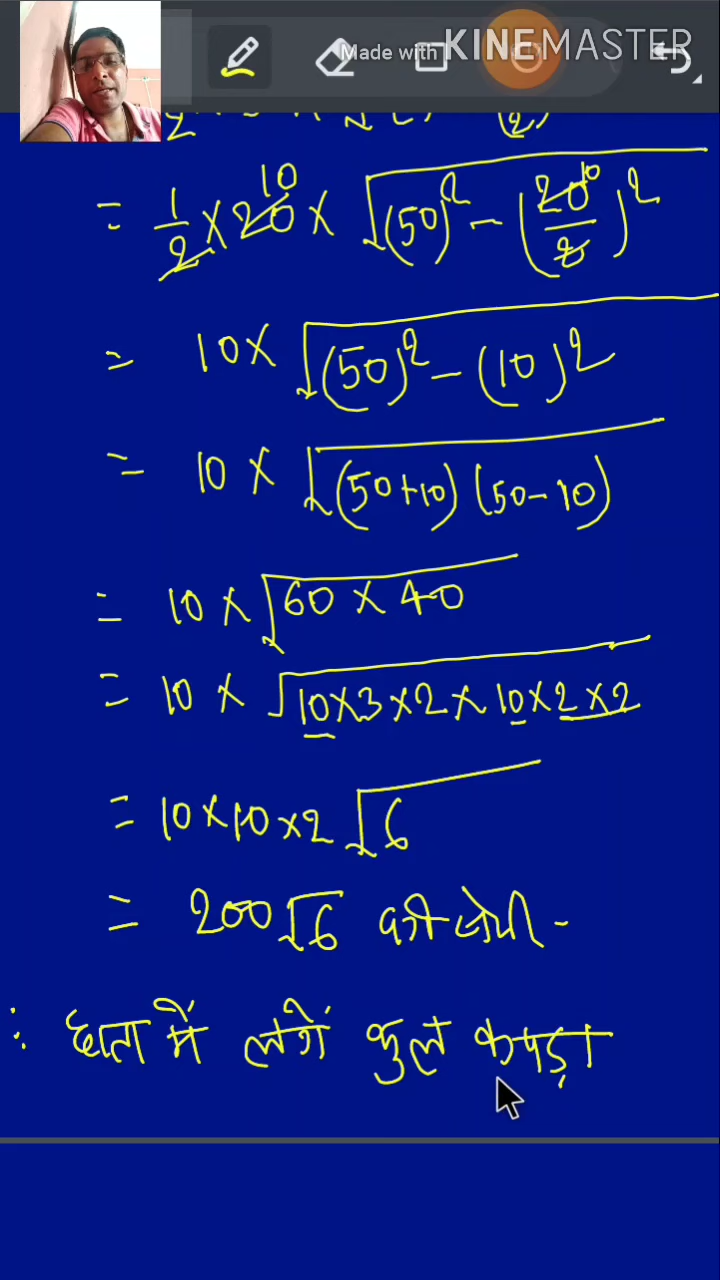 Made with KINEMASTER
= 1/2 × 20 10 × √(50)² - (20 10/2)²
= 10 × √(50)² - (10)²
= 10 × √(50+10) (50-10)
= 10 × √60 × 40
= 10 × √10×3×2×10×2×2
= 10×10×2√6
= 200√6
∴ छाता में लगे कुल कपड़ा